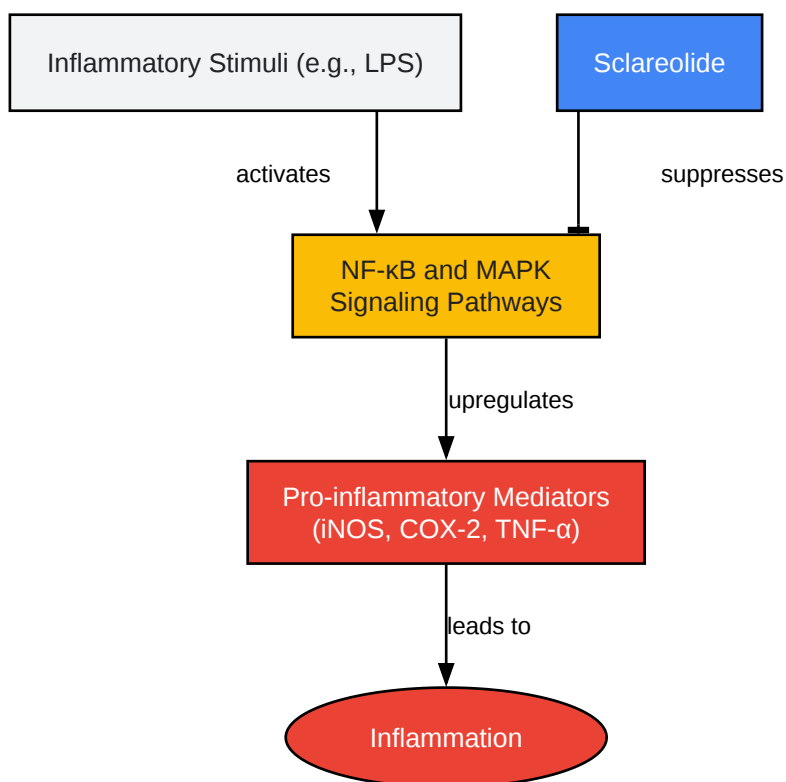 Inflammatory Stimuli (e.g., LPS)
Sclareolide
activates
suppresses
NF-κB and MAPK
Signaling Pathways
upregulates
Pro-inflammatory Mediators
(iNOS, COX-2, TNF-α)
leads to
Inflammation